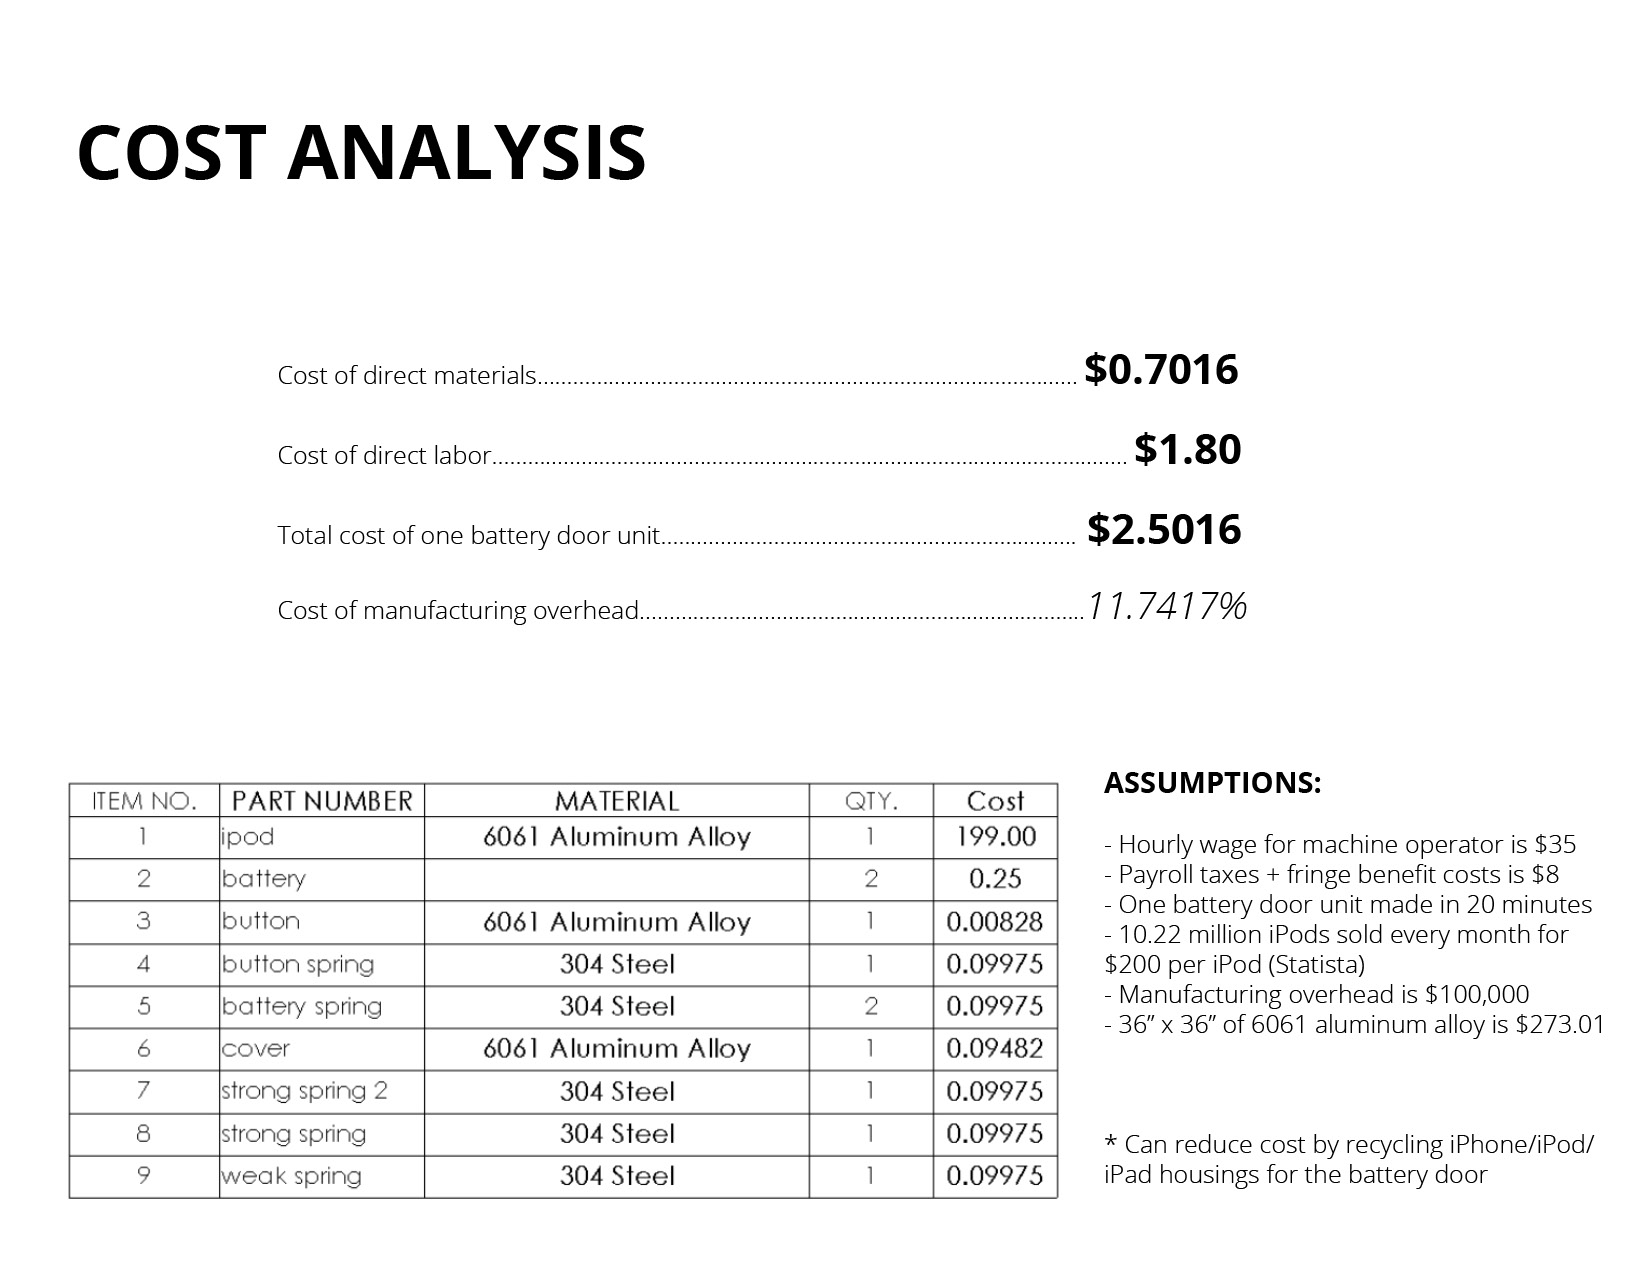 COST ANALYSIS
Cost of direct materials.......................................................................................... $0.7016
Cost of direct labor.......................................................................................................... $1.80
Total cost of one battery door unit..................................................................... $2.5016
Cost of manufacturing overhead..........................................................................11.7417%
ITEM NO. PART NUMBER MATERIAL QTY. Cost
1 ipod 6061 Aluminum Alloy 1 199.00
2 battery 2 0.25
3 button 6061 Aluminum Alloy 1 0.00828
4 button spring 304 Steel 1 0.09975
5 battery spring 304 Steel 2 0.09975
6 cover 6061 Aluminum Alloy 1 0.09482
7 strong spring 2 304 Steel 1 0.09975
8 strong spring 304 Steel 1 0.09975
9 weak spring 304 Steel 1 0.09975
ASSUMPTIONS:
- Hourly wage for machine operator is $35
- Payroll taxes + fringe benefit costs is $8
- One battery door unit made in 20 minutes
- 10.22 million iPods sold every month for
$200 per iPod (Statista)
- Manufacturing overhead is $100,000
- 36” x 36” of 6061 aluminum alloy is $273.01
* Can reduce cost by recycling iPhone/iPod/
iPad housings for the battery door